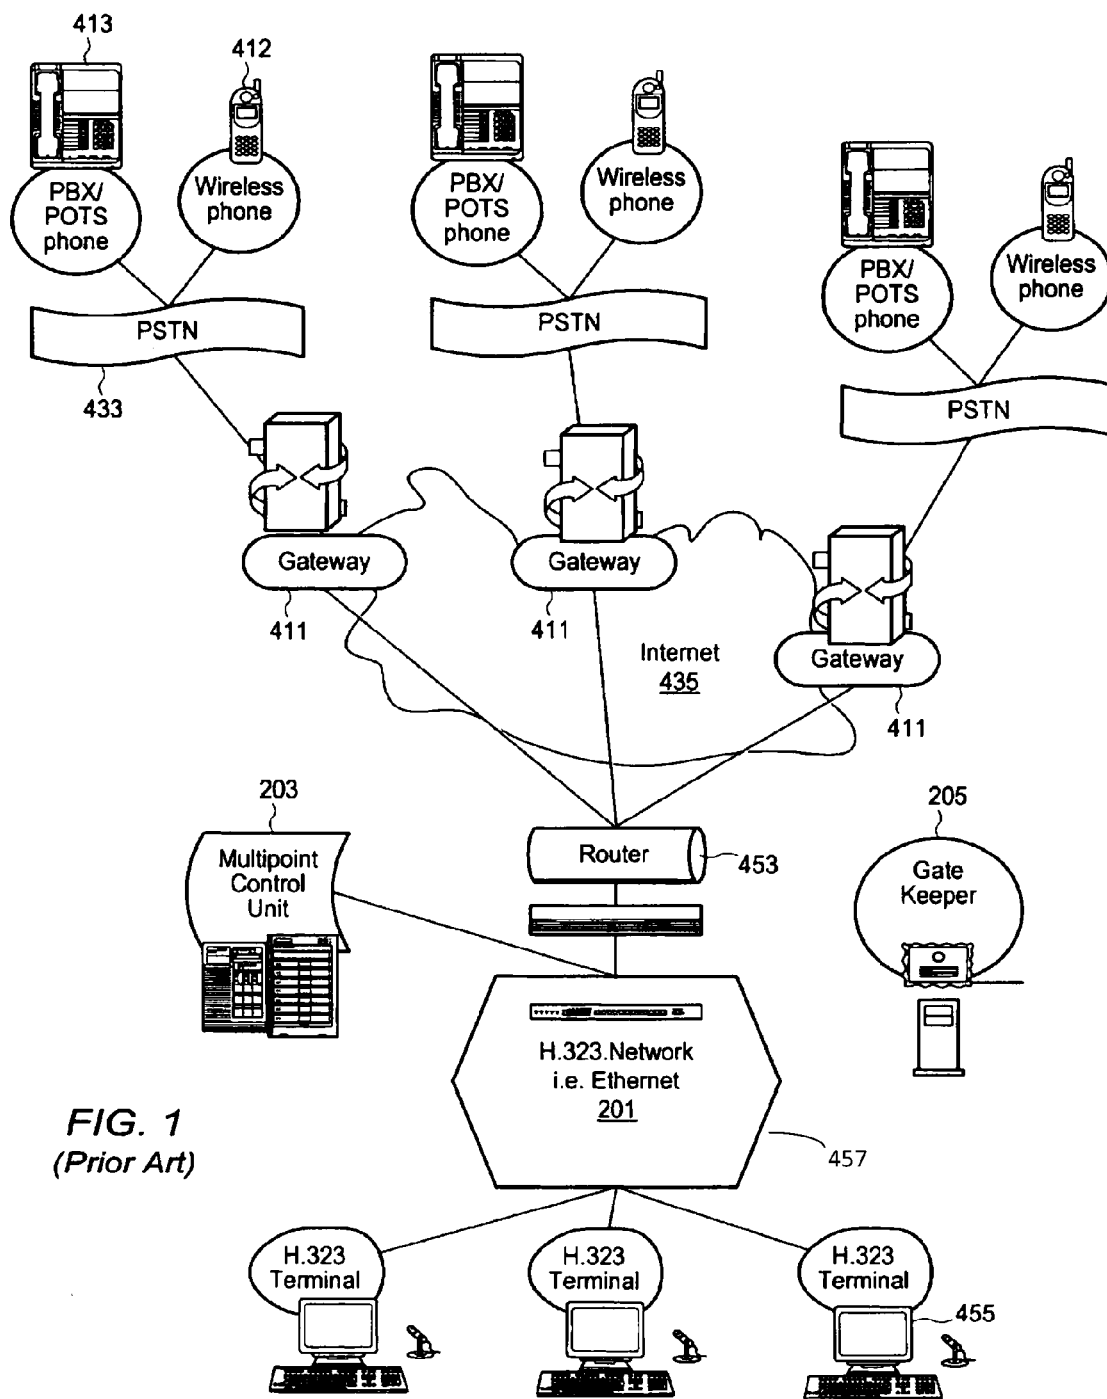 413
412
PBX/
POTS
phone
Wireless
phone
PBX/
POTS
phone
Wireless
phone
PBX/
POTS
phone
Wireless
phone
PSTN
433
PSTN
PSTN
Gateway
411
Gateway
411
Gateway
411
Internet
435
203
Multipoint
Control
Unit
Router
453
205
Gate
Keeper
H.323.Network
i.e. Ethernet
201
457
FIG. 1
(Prior Art)
H.323
Terminal
H.323
Terminal
H.323
Terminal
455